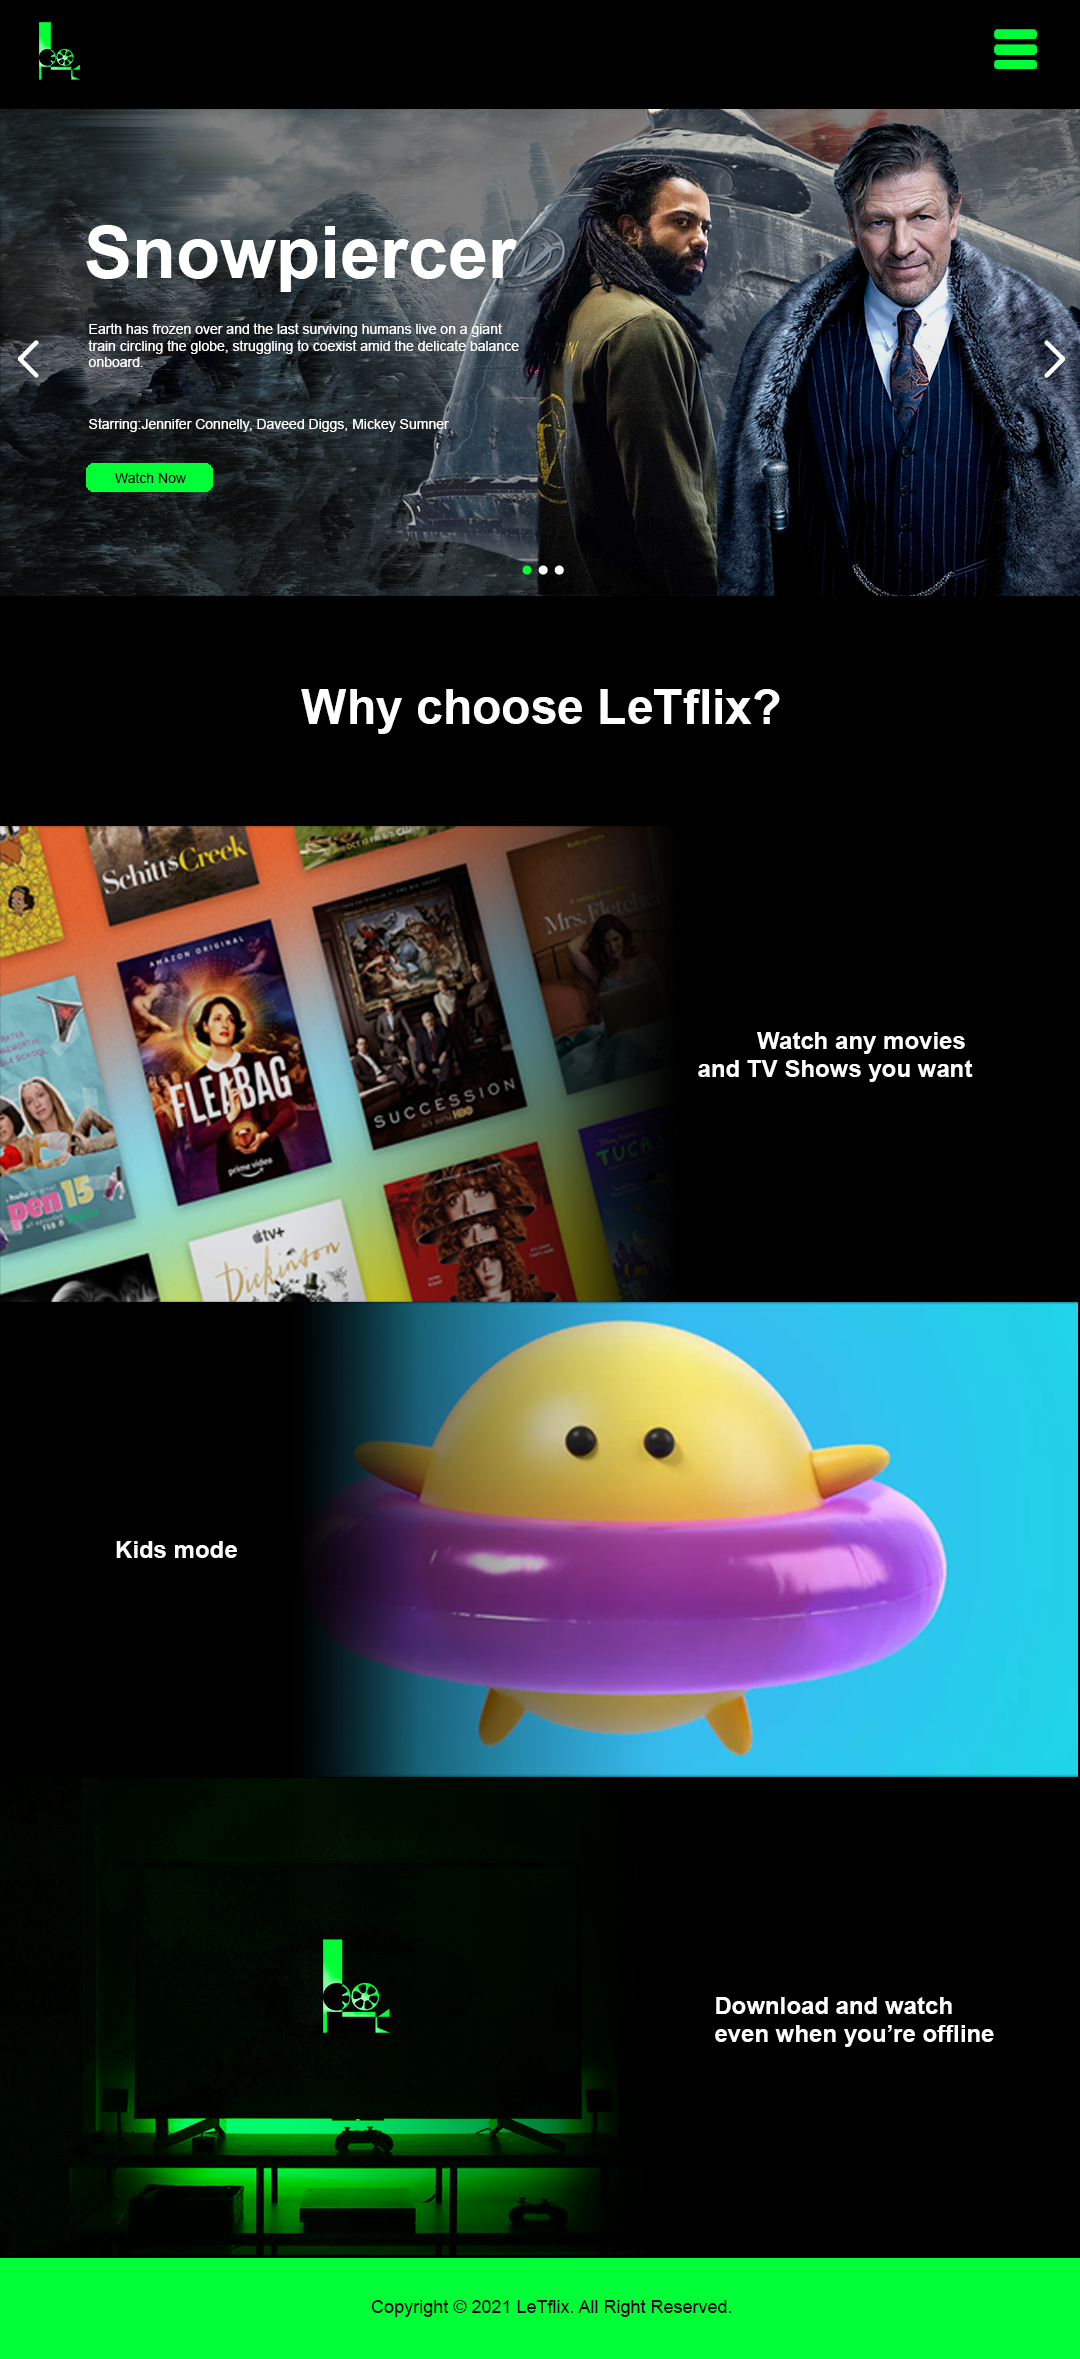 Snowpiercer
Earth has frozen over and the last surviving humans live on a giant
train circling the globe, struggling to coexist amid the delicate balance
onboard.
Starring:Jennifer Connelly, Daveed Diggs, Mickey Sumner
Watch Now
Why choose LeTflix?
Schitt's Creek
AMAZON ORIGINAL
FLEABAG
prime video
SUCCESSION
HBO
Mrs. Fletcher
pen15
hulu
FEB 8
TUCA &
tv+
Dickinson
Watch any movies
and TV Shows you want
Kids mode
Download and watch
even when you’re offline
Copyright © 2021 LeTflix. All Right Reserved.